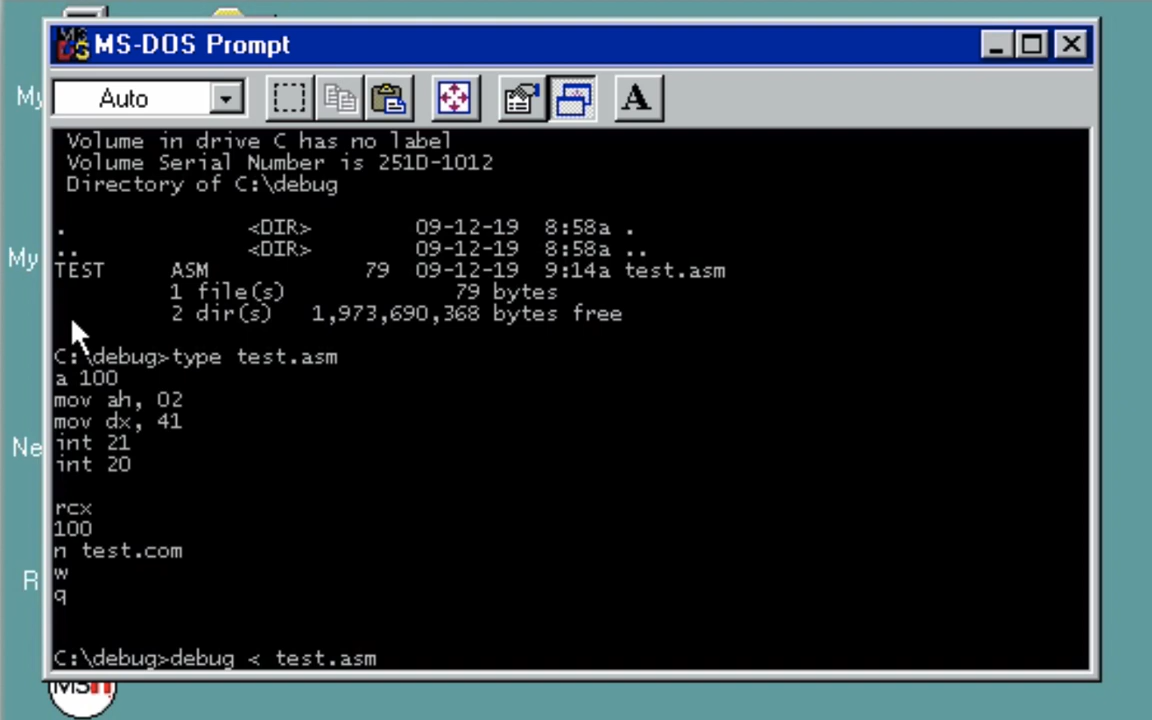 My
MS-DOS Prompt
Auto
A
Volume in drive C has no label
Volume Serial Number is 251D-1012
Directory of C:\debug
. <DIR> 09-12-19 8:58a .
.. <DIR> 09-12-19 8:58a ..
TEST ASM 79 09-12-19 9:14a test.asm
1 file(s) 79 bytes
2 dir(s) 1,973,690,368 bytes free
My
C:\debug>type test.asm
a 100
mov ah, 02
mov dx, 41
int 21
int 20
Ne
rcx
100
n test.com
w
q
R
C:\debug>debug < test.asm
msn